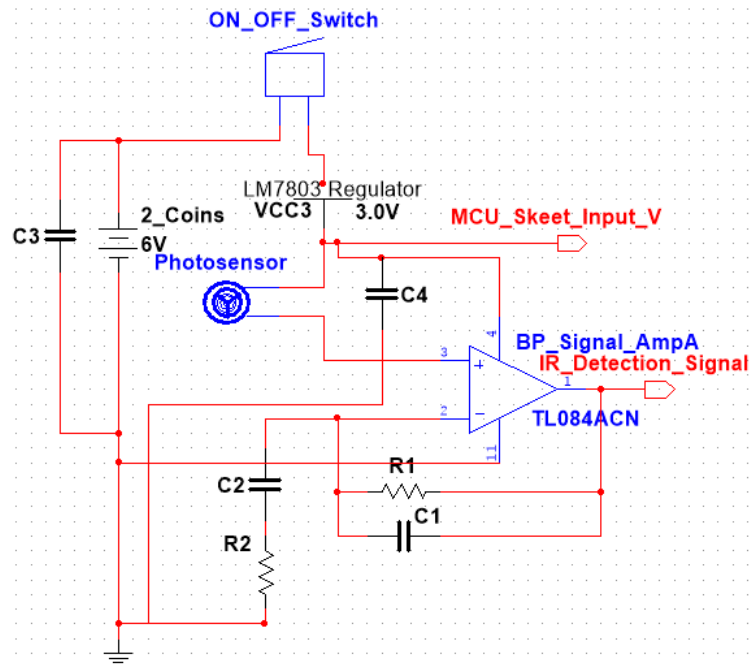 ON_OFF_Switch
LM7803 Regulator
VCC3 3.0V
2_Coins
6V
C3
MCU_Skeet_Input_V
Photosensor
C4
4
BP_Signal_AmpA
3
IR_Detection_Signal
1
2
TL084ACN
11
R1
C2
C1
R2